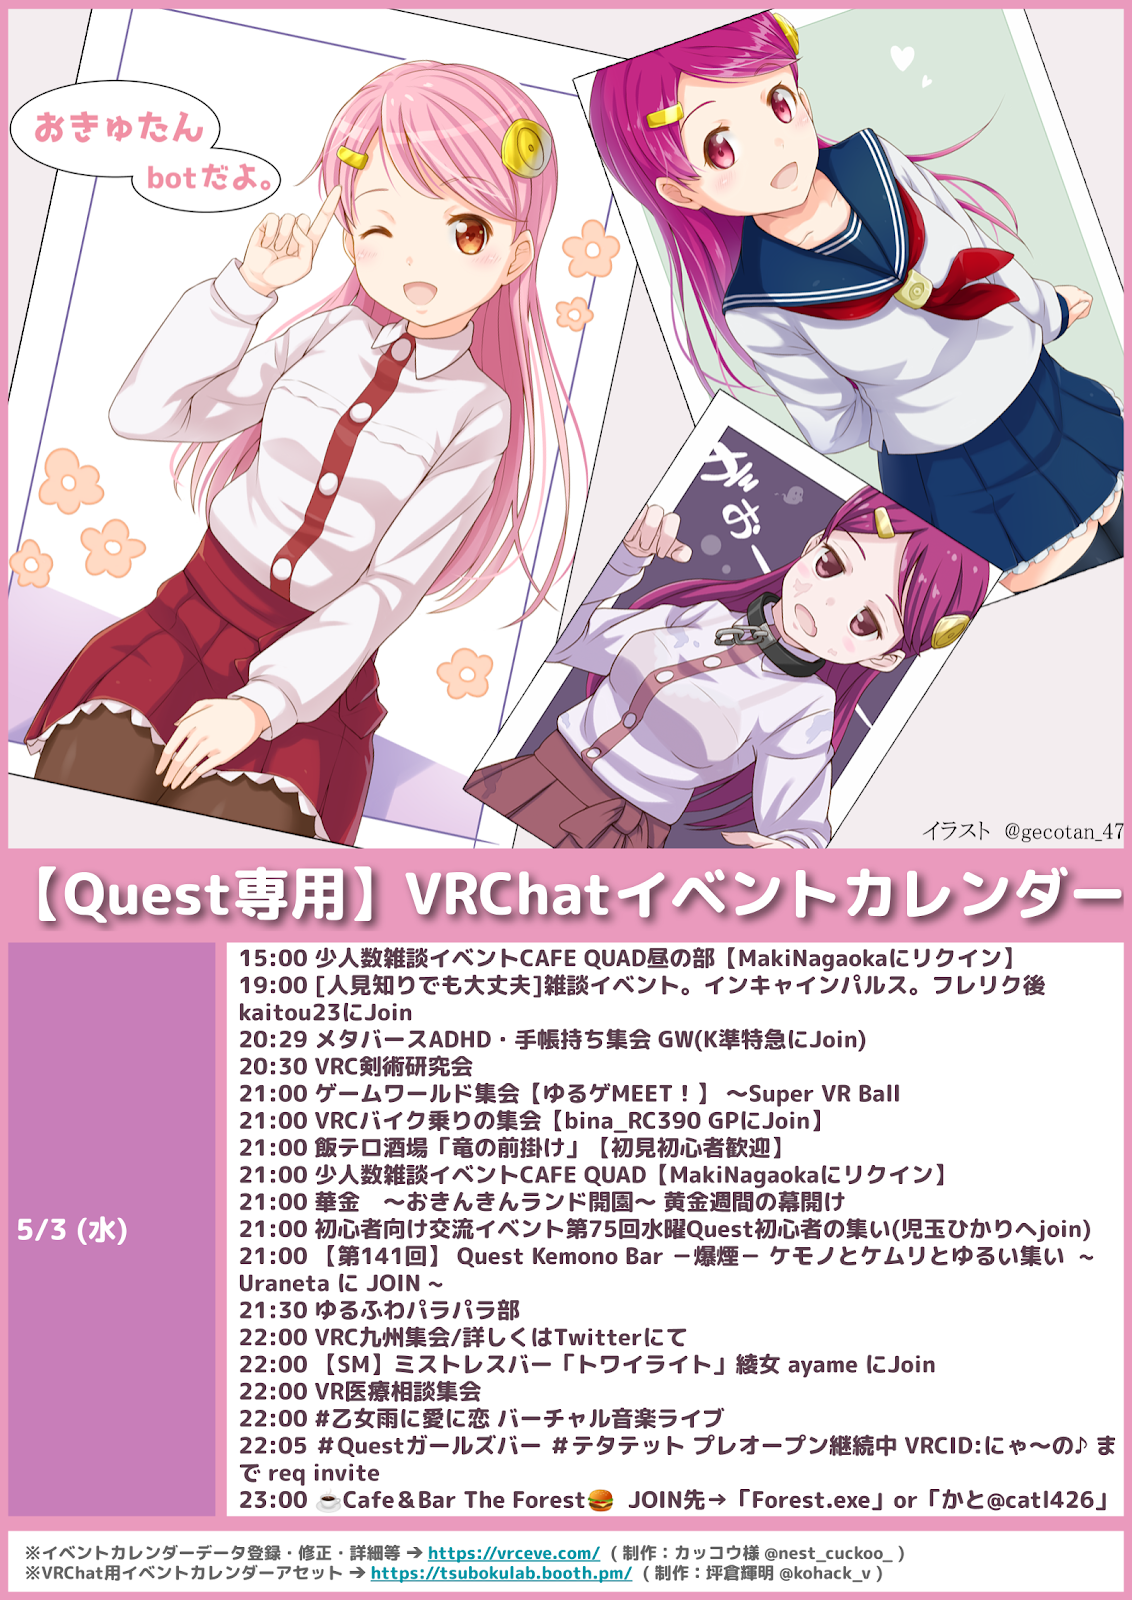 おきゅたん
botだよ。
がおー
イラスト @gecotan_47
【Quest専用】VRChatイベントカレンダー
5/3 (水)
15:00 少人数雑談イベントCAFE QUAD昼の部【MakiNagaokaにリクイン】
19:00 [人見知りでも大丈夫]雑談イベント。インキャインパルス。フレリク後
kaitou23にJoin
20:29 メタバースADHD・手帳持ち集会 GW(K準特急にJoin)
20:30 VRC剣術研究会
21:00 ゲームワールド集会【ゆるゲMEET！】 〜Super VR Ball
21:00 VRCバイク乗りの集会【bina_RC390 GPにJoin】
21:00 飯テロ酒場「竜の前掛け」【初見初心者歓迎】
21:00 少人数雑談イベントCAFE QUAD【MakiNagaokaにリクイン】
21:00 華金　〜おきんきんランド開園〜 黄金週間の幕開け
21:00 初心者向け交流イベント第75回水曜Quest初心者の集い(児玉ひかりへjoin)
21:00 【第141回】 Quest Kemono Bar －爆煙－ ケモノとケムリとゆるい集い ~
Uraneta に JOIN ~
21:30 ゆるふわパラパラ部
22:00 VRC九州集会/詳しくはTwitterにて
22:00 【SM】ミストレスバー「トワイライト」綾女 ayame にJoin
22:00 VR医療相談集会
22:00 #乙女雨に愛に恋 バーチャル音楽ライブ
22:05 ＃Questガールズバー ＃テタテット プレオープン継続中 VRCID:にゃ〜の♪ ま
で req invite
23:00 ☕Cafe＆Bar The Forest🍔 JOIN先→「Forest.exe」or「かと@catl426」
※イベントカレンダーデータ登録・修正・詳細等 ➔ https://vrceve.com/ ( 制作：カッコウ様 @nest_cuckoo_ )
※VRChat用イベントカレンダーアセット ➔ https://tsubokulab.booth.pm/ ( 制作：坪倉輝明 @kohack_v )